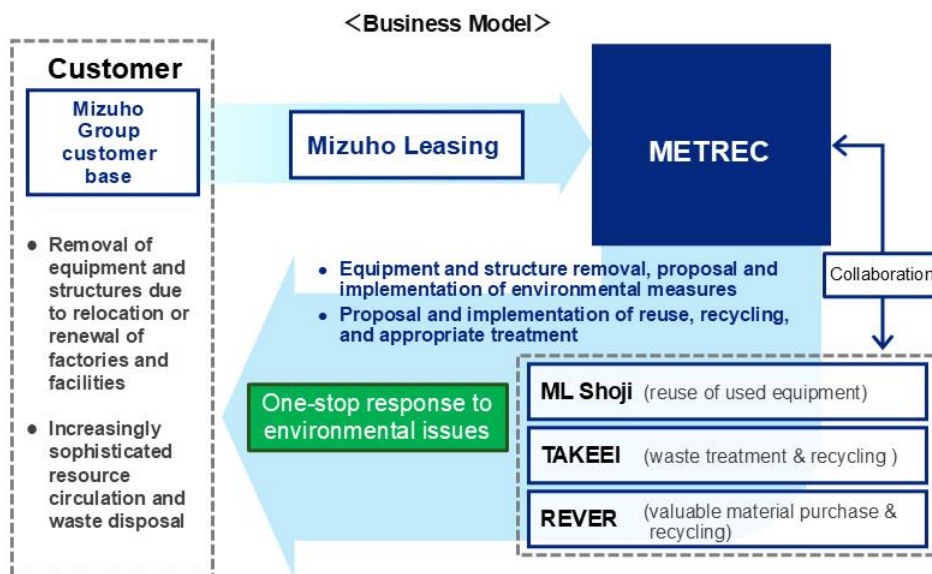 <Business Model>
Customer
Mizuho
Group
customer
base
● Removal of
equipment and
structures due
to relocation or
renewal of
factories and
facilities
● Increasingly
sophisticated
resource
circulation and
waste disposal
Mizuho Leasing
METREC
● Equipment and structure removal, proposal and
implementation of environmental measures
● Proposal and implementation of reuse, recycling,
and appropriate treatment
One-stop response to
environmental issues
Collaboration
ML Shoji (reuse of used equipment)
TAKEEI (waste treatment & recycling )
REVER (valuable material purchase &
recycling)